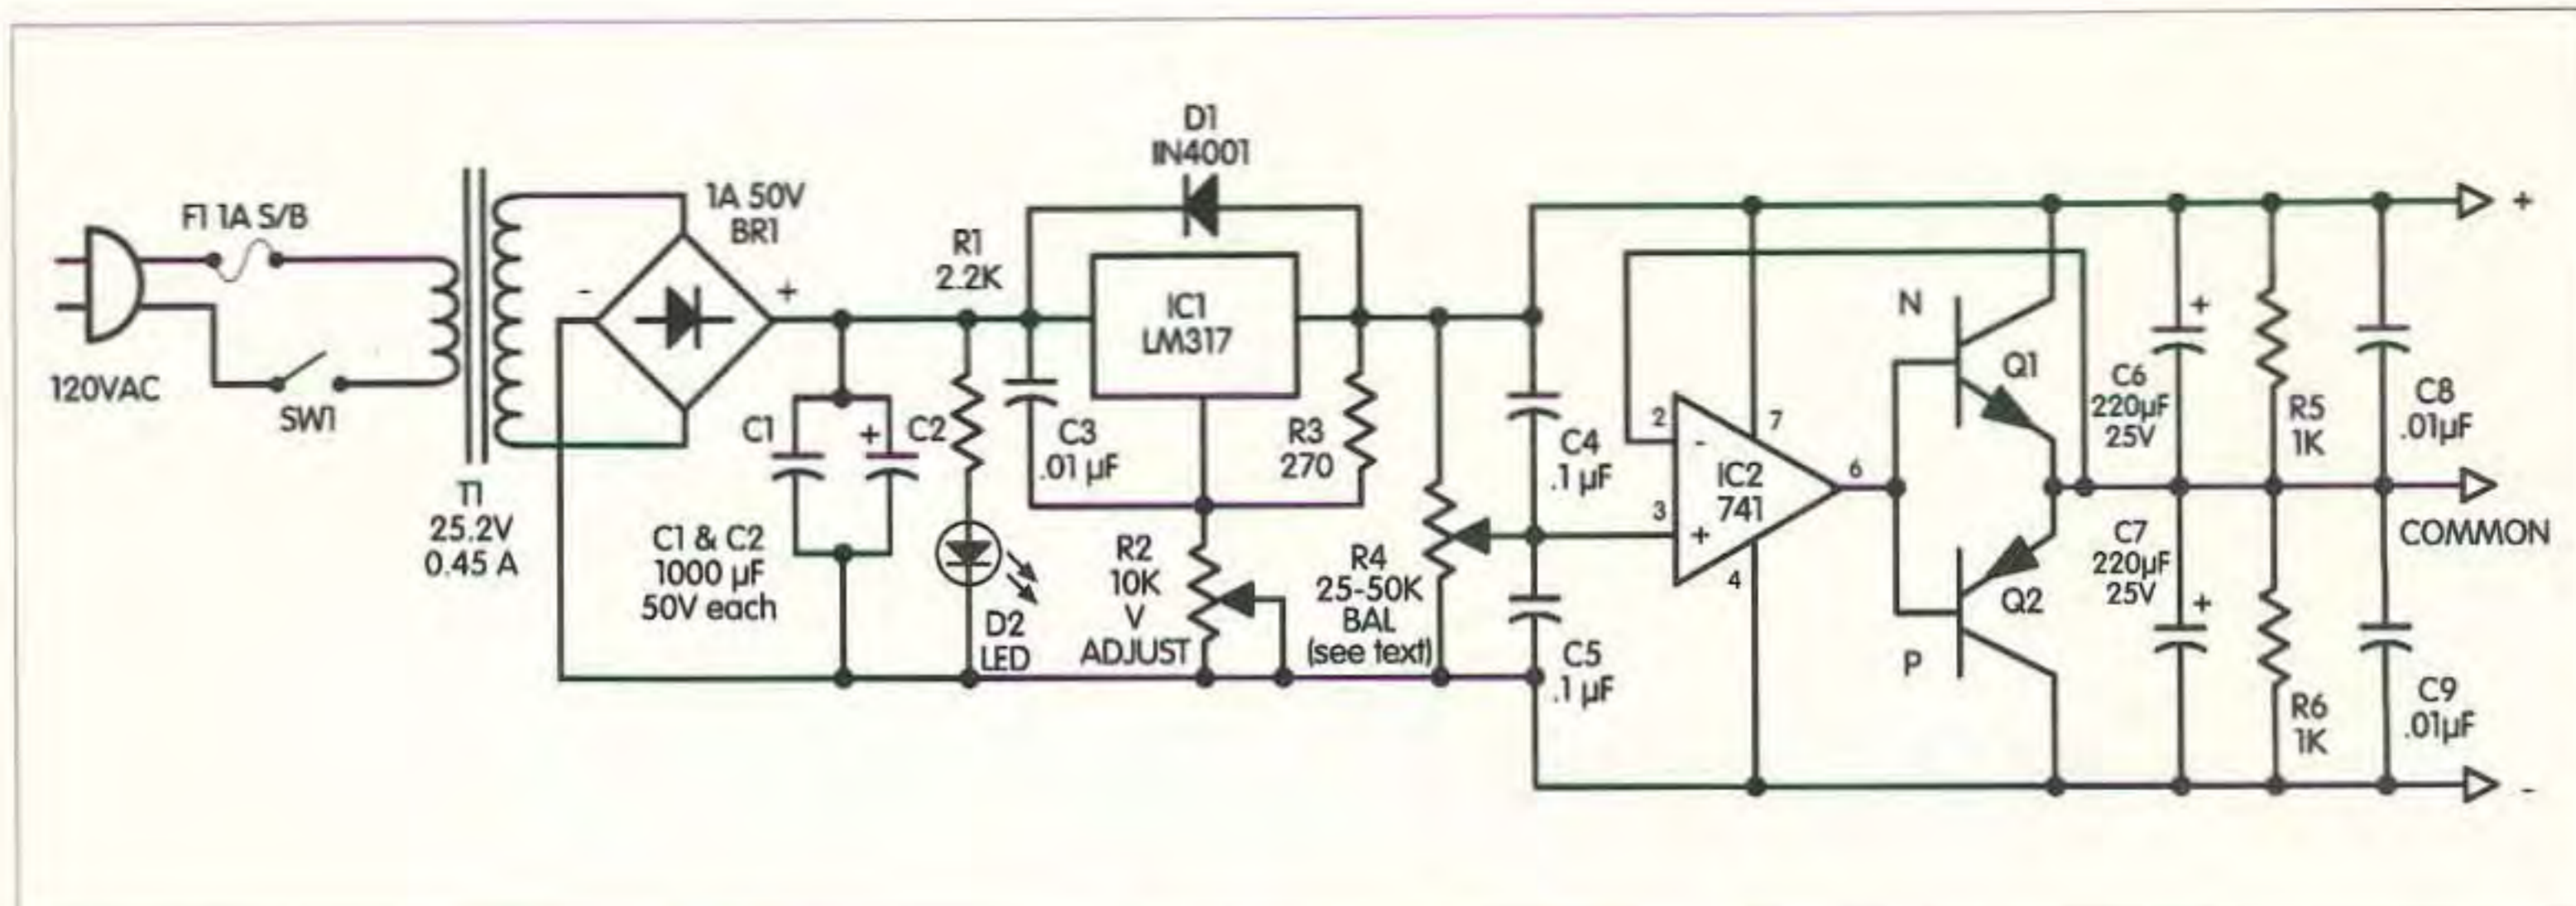 120VAC
F1 1A S/B
SW1
T1
25.2V
0.45 A
1A 50V
BR1
-
+
C1
+
C2
C1 & C2
1000 µF
50V each
R1
2.2K
D2
LED
D1
IN4001
IC1
LM317
C3
.01 µF
R3
270
R2
10K
V
ADJUST
R4
25-50K
BAL
(see text)
C4
.1 µF
C5
.1 µF
2
-
3
+
IC2
741
7
4
6
N
Q1
P
Q2
+
C6
220µF
25V
C7
220µF
25V
+
R5
1K
R6
1K
C8
.01µF
C9
.01µF
+
COMMON
-